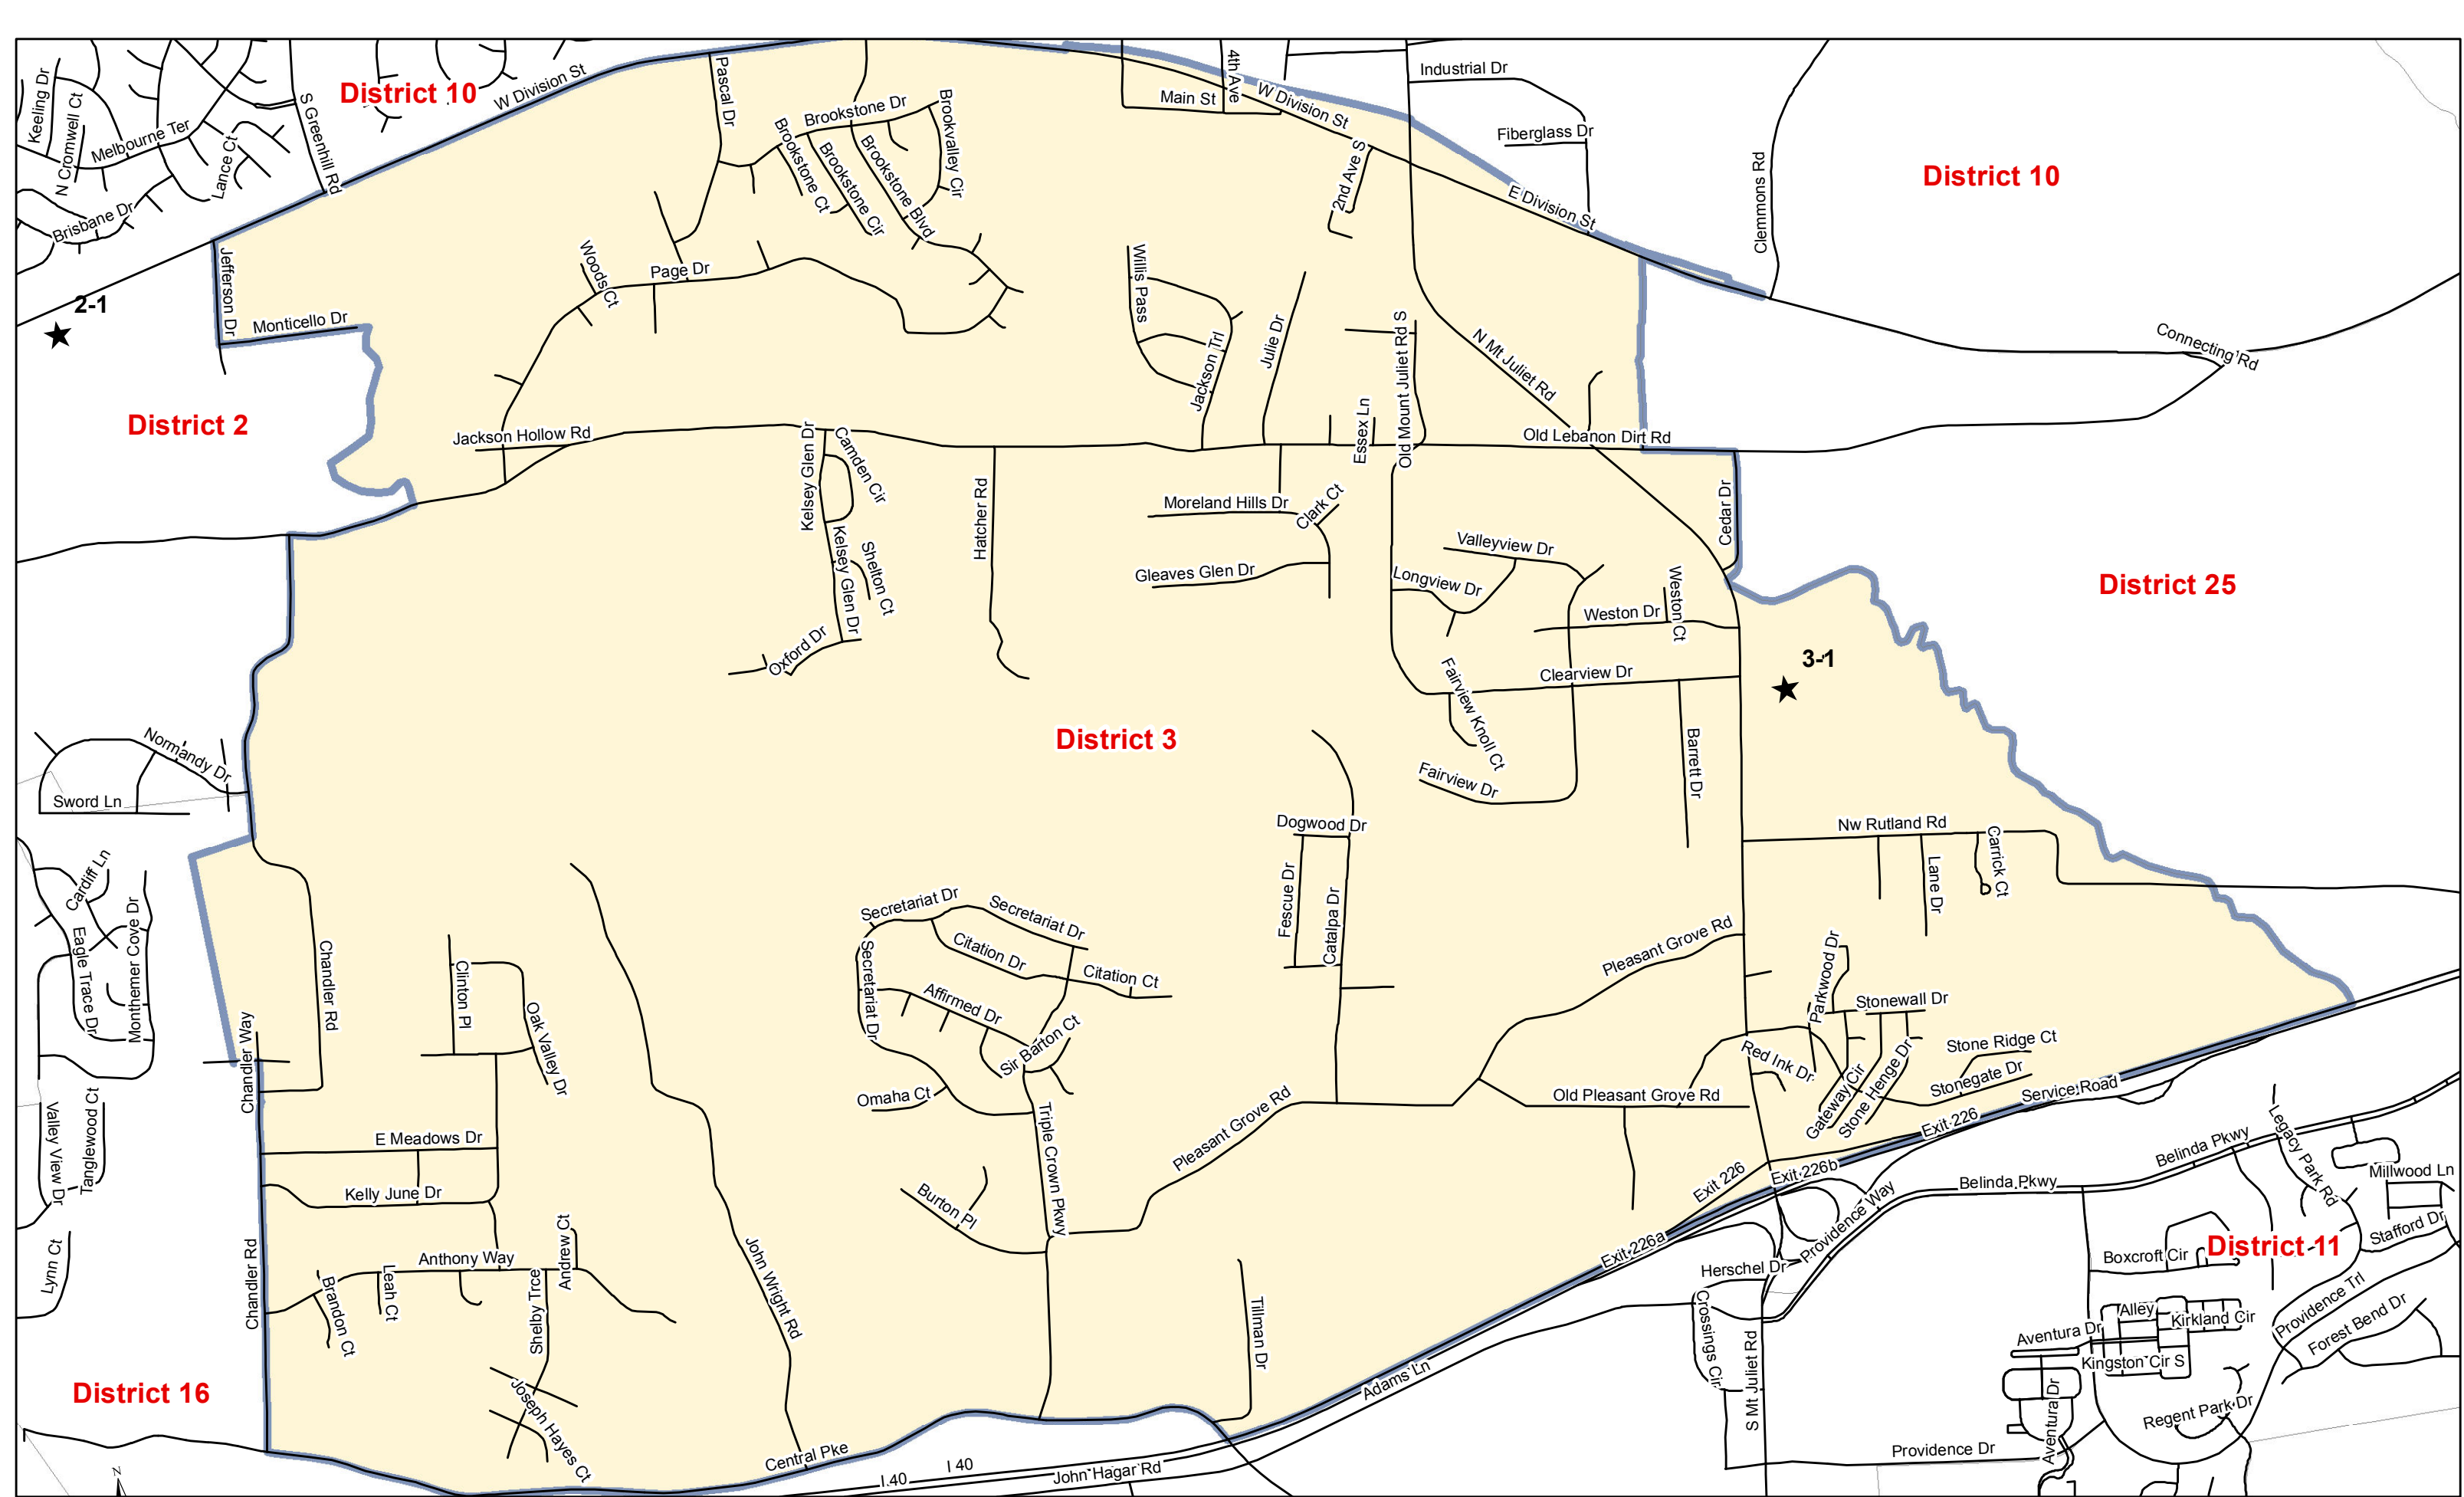 Keeling Dr
N Cromwell Ct
Melbourne Ter
Lance Ct
Brisbane Dr
S Greenhill Rd
District 10
W Division St
Pascal Dr
Brookstone Dr
Brookvalley Cir
Brookstone Ct
Brookstone Cir
Brookstone Blvd
4th Ave
Main St
W Division St
2nd Ave S
Industrial Dr
Fiberglass Dr
E Division St
Clemmons Rd
District 10
Connecting Rd
Jefferson Dr
2-1
Monticello Dr
District 2
Woods Ct
Page Dr
Willis Pass
Jackson Trl
Julie Dr
Essex Ln
Old Mount Juliet Rd S
N Mt Juliet Rd
Old Lebanon Dirt Rd
Jackson Hollow Rd
Kelsey Glen Dr
Camden Cir
Kelsey Glen Dr
Shelton Ct
Oxford Dr
Hatcher Rd
Moreland Hills Dr
Clark Ct
Gleaves Glen Dr
Valleyview Dr
Longview Dr
Weston Dr
Weston Ct
Cedar Dr
District 25
3-1
Clearview Dr
Fairview Knoll Ct
Fairview Dr
Barrett Dr
District 3
Normandy Dr
Sword Ln
Cardiff Ln
Eagle Trace Dr
Monthemer Cove Dr
Dogwood Dr
Fescue Dr
Catalpa Dr
Nw Rutland Rd
Lane Dr
Carrick Ct
Secretariat Dr
Secretariat Dr
Secretariat Dr
Citation Dr
Citation Ct
Affirmed Dr
Sir Barton Ct
Omaha Ct
Triple Crown Pkwy
Burton Pl
Chandler Rd
Chandler Way
Clinton Pl
Oak Valley Dr
Pleasant Grove Rd
Parkwood Dr
Stonewall Dr
Red Ink Dr
Stone Ridge Ct
Stonegate Dr
Gateway Cir
Stone Henge Dr
Old Pleasant Grove Rd
Pleasant Grove Rd
Service Road
Exit 226
Exit 226
Exit 226b
Exit 226a
Valley View Dr
Tanglewood Ct
Lynn Ct
E Meadows Dr
Kelly June Dr
Anthony Way
Andrew Ct
Leah Ct
Brandon Ct
Shelby Trce
Joseph Hayes Ct
Chandler Rd
John Wright Rd
Tillman Dr
District 16
Central Pke
I 40
I 40
John Hagar Rd
Adams Ln
Belinda Pkwy
Belinda Pkwy
Legacy Park Rd
Millwood Ln
Stafford Dr
District 11
Boxcroft Cir
Providence Way
Herschel Dr
Crossings Cir
S Mt Juliet Rd
Alley
Kirkland Cir
Aventura Dr
Kingston Cir S
Aventura Dr
Providence Trl
Forest Bend Dr
Regent Park Dr
Providence Dr
N